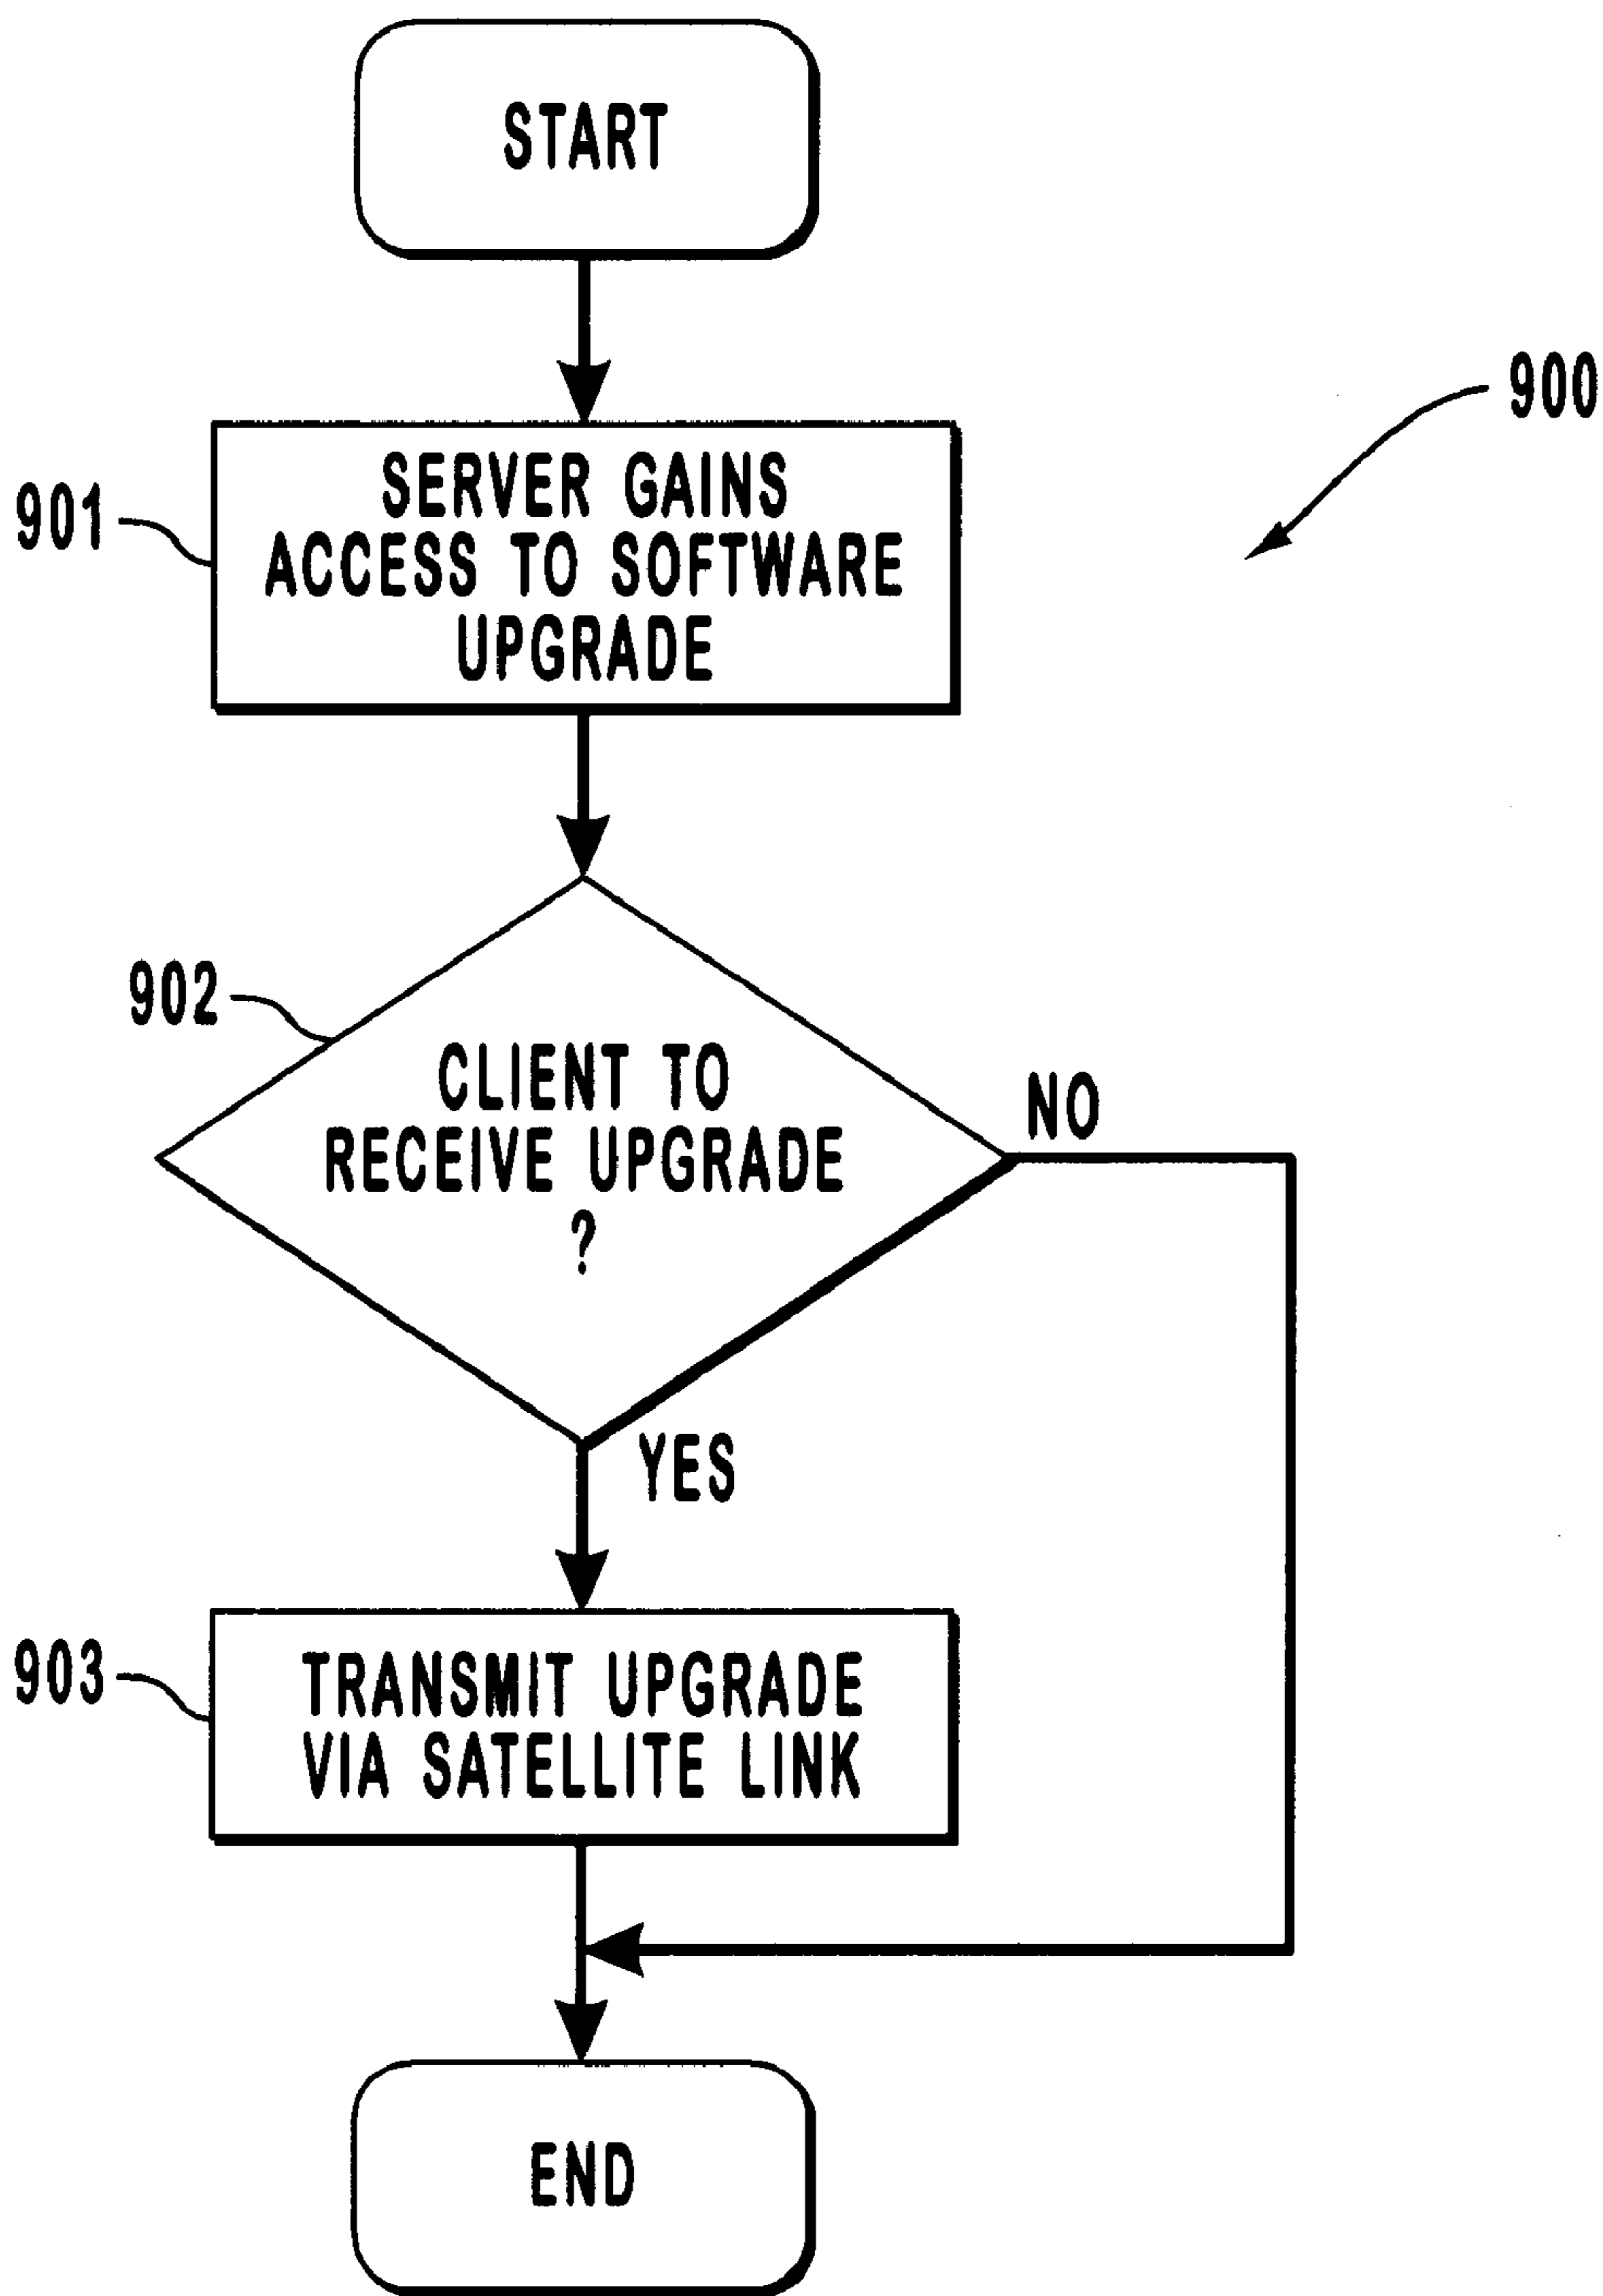 START
900
901
SERVER GAINS
ACCESS TO SOFTWARE
UPGRADE
902
CLIENT TO
RECEIVE UPGRADE
?
NO
YES
903
TRANSMIT UPGRADE
VIA SATELLITE LINK
END